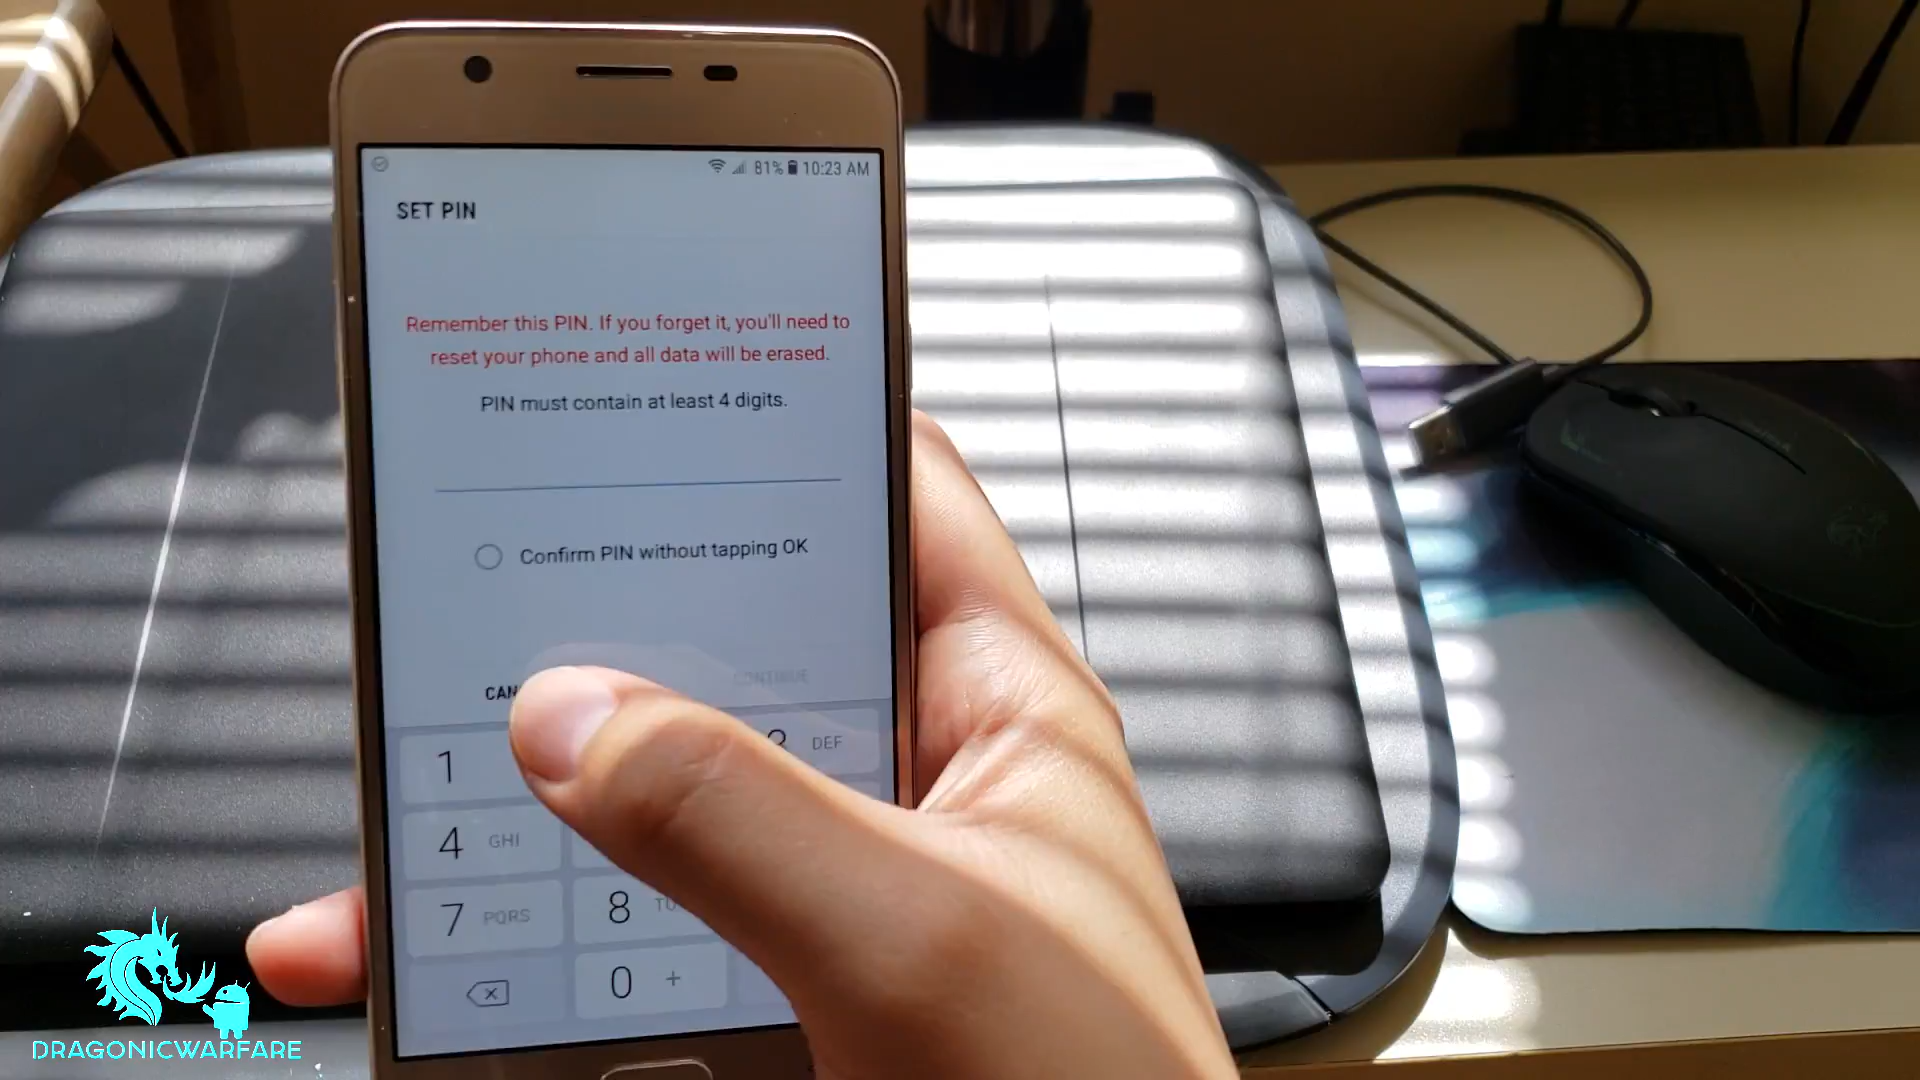 81% 10:23 AM
SET PIN
Remember this PIN. If you forget it, you'll need to
reset your phone and all data will be erased.
PIN must contain at least 4 digits.
Confirm PIN without tapping OK
CONTINUE
1
DEF
4 GHI
7 PQRS
8
0 +
DRAGONICWARFARE